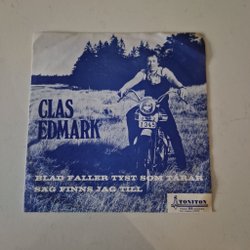 CLAS
EDMARK
BLAD FALLER TYST SOM TÅRAR
SÄG FINNS JAG TILL
TONITON